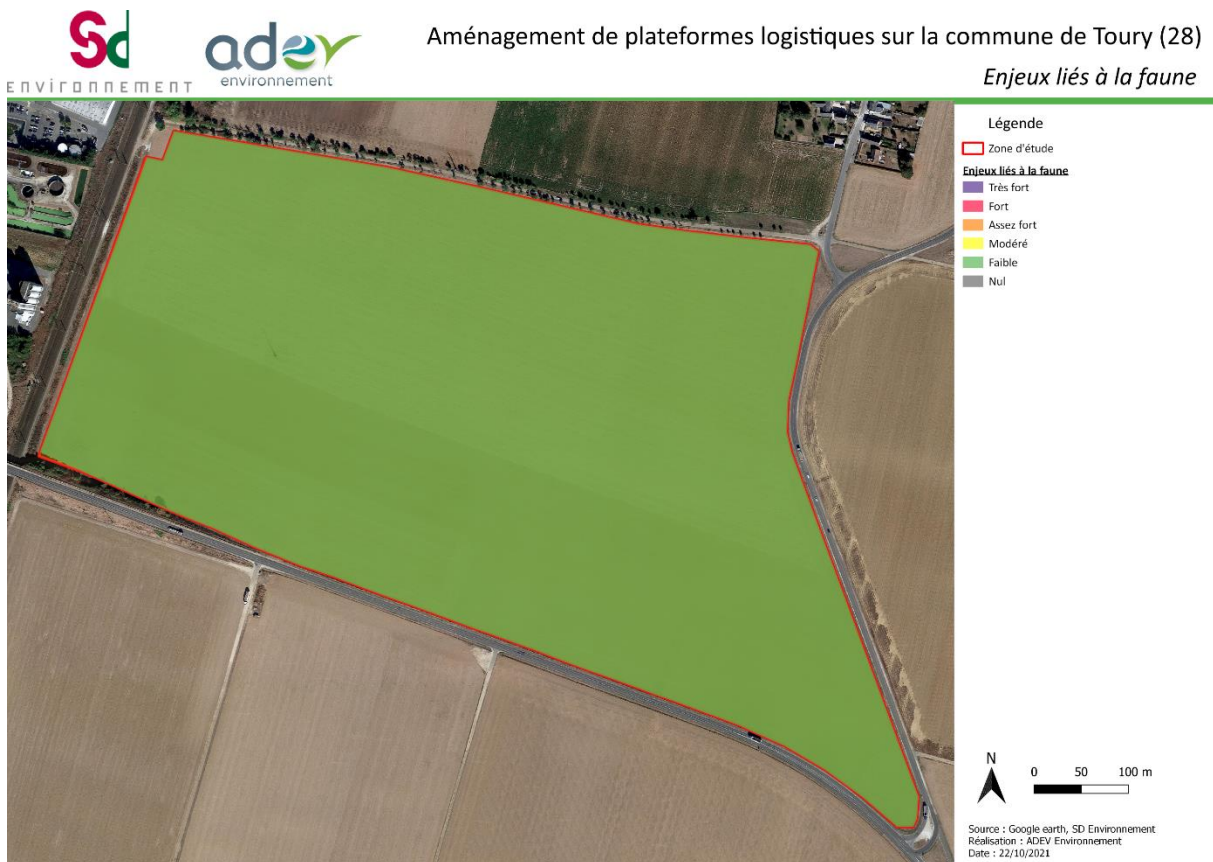 Sd
ENVIRONNEMENT
adev
environnement
Aménagement de plateformes logistiques sur la commune de Toury (28)
Enjeux liés à la faune
Légende
Zone d'étude
Enjeux liés à la faune
Très fort
Fort
Assez fort
Modéré
Faible
Nul
N
0 50 100 m
Source : Google earth, SD Environnement
Réalisation : ADEV Environnement
Date : 22/10/2021